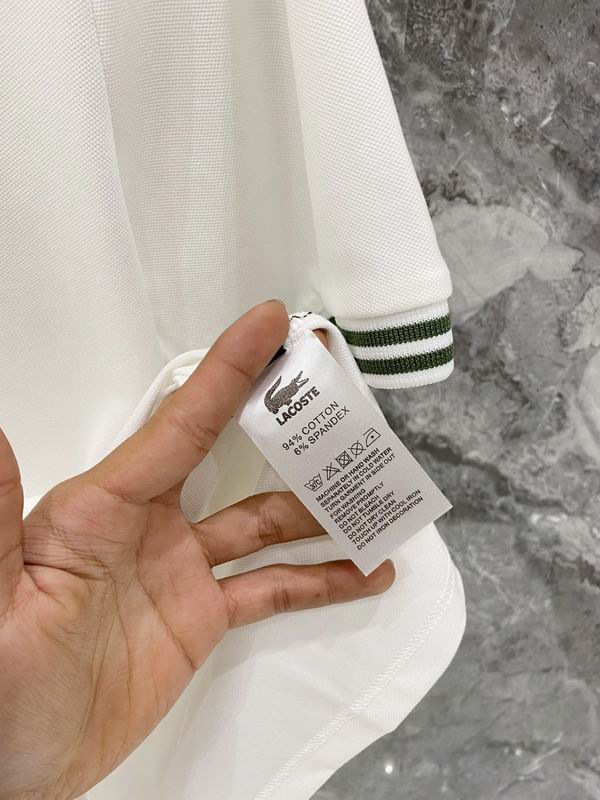 LACOSTE
94% COTTON
6% SPANDEX
MACHINE OR HAND WASH
SEPARATELY IN COLD WATER
TURN GARMENT IN SIDE OUT
FOR WASHING
REMOVE PROMPTLY
DO NOT BLEACH
DO NOT TUMBLE DRY
DO NOT DRY CLEAN
TOUCH UP WITH COOL IRON
DO NOT IRON DECORATION